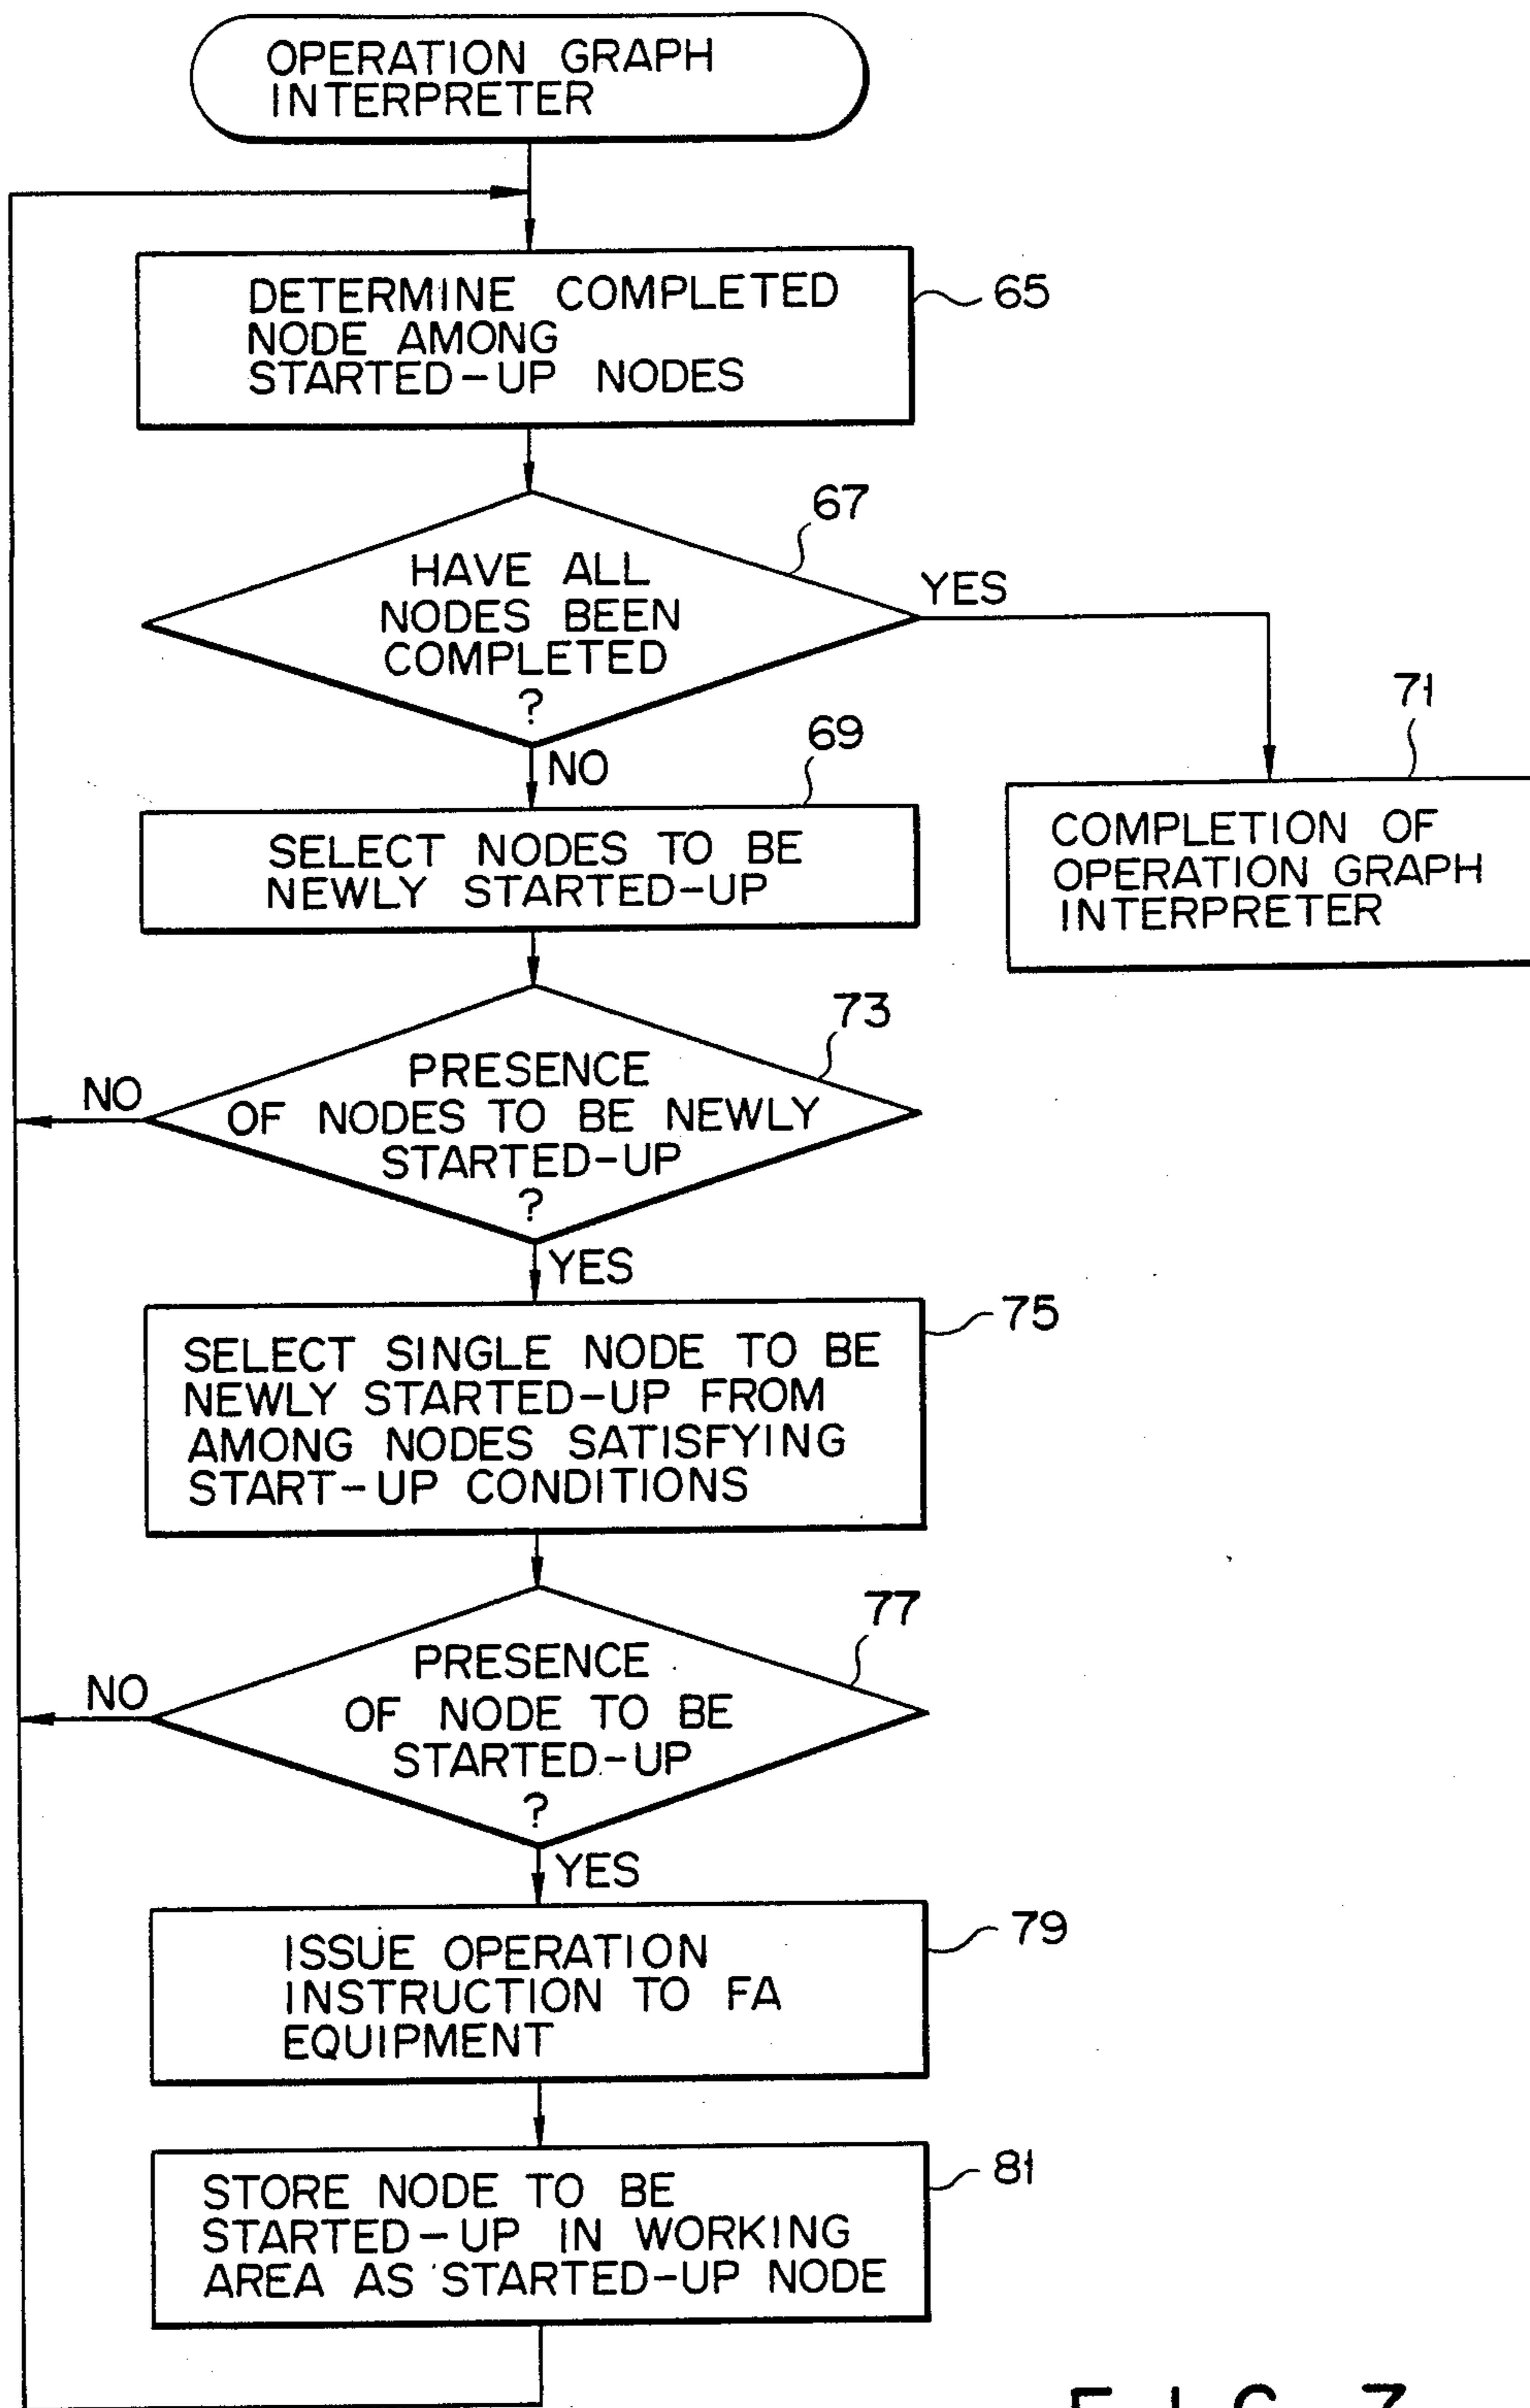 OPERATION GRAPH
INTERPRETER
DETERMINE COMPLETED
NODE AMONG
STARTED-UP NODES
65
67
HAVE ALL
NODES BEEN
COMPLETED
?
YES
NO
69
71
SELECT NODES TO BE
NEWLY STARTED-UP
COMPLETION OF
OPERATION GRAPH
INTERPRETER
73
PRESENCE
OF NODES TO BE NEWLY
STARTED-UP
?
NO
YES
75
SELECT SINGLE NODE TO BE
NEWLY STARTED-UP FROM
AMONG NODES SATISFYING
START-UP CONDITIONS
77
PRESENCE
OF NODE TO BE
STARTED-UP
?
NO
YES
79
ISSUE OPERATION
INSTRUCTION TO FA
EQUIPMENT
81
STORE NODE TO BE
STARTED-UP IN WORKING
AREA AS STARTED-UP NODE